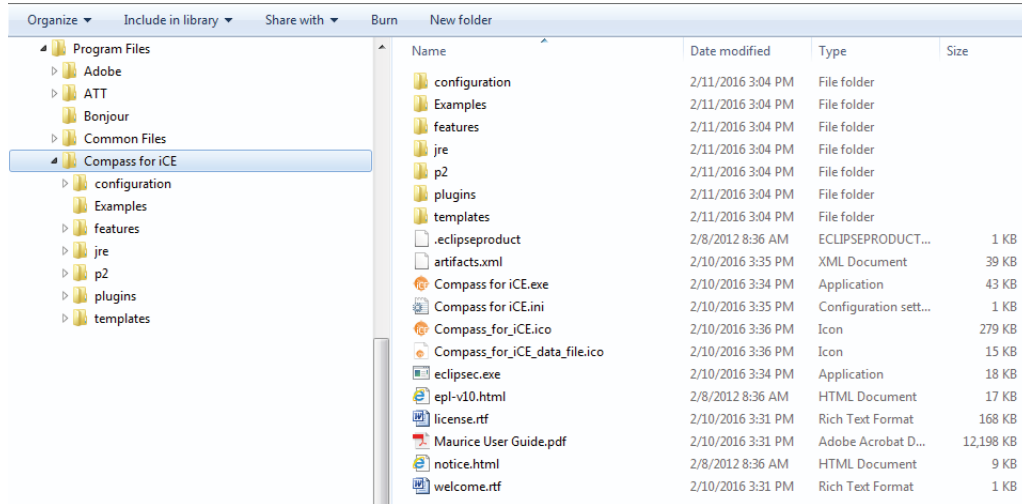 Organize Include in library Share with Burn New folder
Program Files
Adobe
ATT
Bonjour
Common Files
Compass for iCE
configuration
Examples
features
jre
p2
plugins
templates
Name Date modified Type Size
configuration 2/11/2016 3:04 PM File folder
Examples 2/11/2016 3:04 PM File folder
features 2/11/2016 3:04 PM File folder
jre 2/11/2016 3:04 PM File folder
p2 2/11/2016 3:04 PM File folder
plugins 2/11/2016 3:04 PM File folder
templates 2/11/2016 3:04 PM File folder
.eclipseproduct 2/8/2012 8:36 AM ECLIPSEPRODUCT... 1 KB
artifacts.xml 2/10/2016 3:35 PM XML Document 39 KB
Compass for iCE.exe 2/10/2016 3:34 PM Application 43 KB
Compass for iCE.ini 2/10/2016 3:35 PM Configuration sett... 1 KB
Compass_for_iCE.ico 2/10/2016 3:36 PM Icon 279 KB
Compass_for_iCE_data_file.ico 2/10/2016 3:36 PM Icon 15 KB
eclipsec.exe 2/10/2016 3:34 PM Application 18 KB
epl-v10.html 2/8/2012 8:36 AM HTML Document 17 KB
license.rtf 2/10/2016 3:31 PM Rich Text Format 168 KB
Maurice User Guide.pdf 2/10/2016 3:31 PM Adobe Acrobat D... 12,198 KB
notice.html 2/8/2012 8:36 AM HTML Document 9 KB
welcome.rtf 2/10/2016 3:31 PM Rich Text Format 1 KB